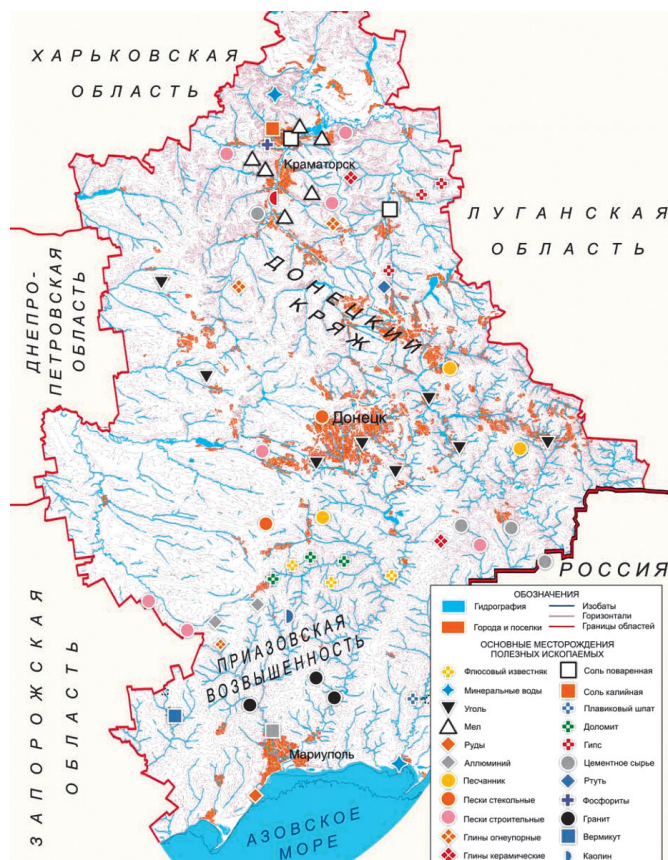 ХАРЬКОВСКАЯ
ОБЛАСТЬ
Краматорск
ЛУГАНСКАЯ
ОБЛАСТЬ
ДНЕПРО-
ПЕТРОВСКАЯ
ОБЛАСТЬ
ДОНЕЦКИЙ
КРЯЖ
Донецк
РОССИЯ
ЗАПОРОЖСКАЯ
ОБЛАСТЬ
ПРИАЗОВСКАЯ
ВОЗВЫШЕННОСТЬ
Мариуполь
АЗОВСКОЕ
МОРЕ
ОБОЗНАЧЕНИЯ
Гидрография
Города и поселки
Изобаты
Горизонтали
Границы областей
ОСНОВНЫЕ МЕСТОРОЖДЕНИЯ
ПОЛЕЗНЫХ ИСКОПАЕМЫХ
Флюсовый известняк
Минеральные воды
Уголь
Мел
Руды
Аллюминий
Песчанник
Пески стекольные
Пески строительные
Глины огнеупорные
Глины керамические
Соль поваренная
Соль калийная
Плавиковый шпат
Доломит
Гипс
Цементное сырье
Ртуть
Фосфориты
Гранит
Вермикут
Каолин